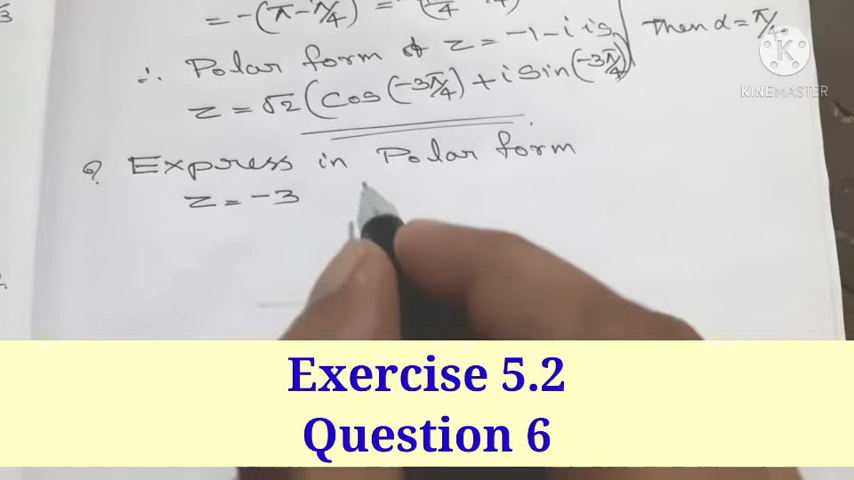 = -(π - π/4) =
∴ Polar form of z = -1 - i is
then α = π/4
z = √2 (cos(-3π/4) + i sin(-3π/4))
Q Express in Polar form
z = -3
K
KINEMASTER
Exercise 5.2
Question 6